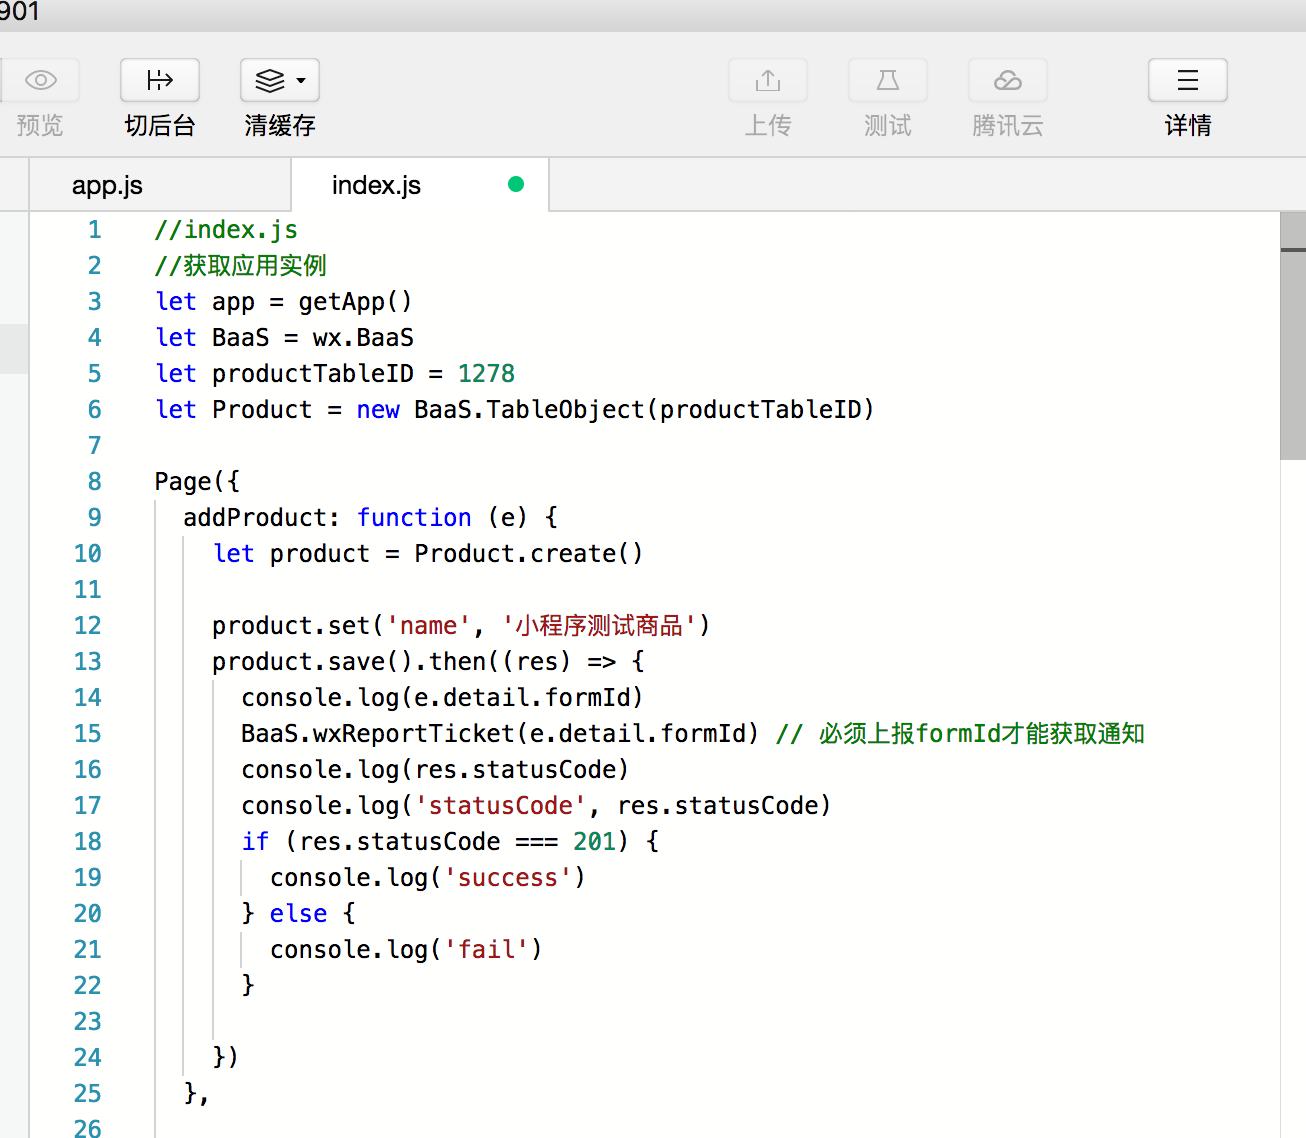 901
预览 切后台 清缓存 上传 测试 腾讯云 详情
app.js index.js
1 //index.js
2 //获取应用实例
3 let app = getApp()
4 let BaaS = wx.BaaS
5 let productTableID = 1278
6 let Product = new BaaS.TableObject(productTableID)
7
8 Page({
9 addProduct: function (e) {
10 let product = Product.create()
11
12 product.set('name', '小程序测试商品')
13 product.save().then((res) => {
14 console.log(e.detail.formId)
15 BaaS.wxReportTicket(e.detail.formId) // 必须上报formId才能获取通知
16 console.log(res.statusCode)
17 console.log('statusCode', res.statusCode)
18 if (res.statusCode === 201) {
19 console.log('success')
20 } else {
21 console.log('fail')
22 }
23
24 })
25 },
26